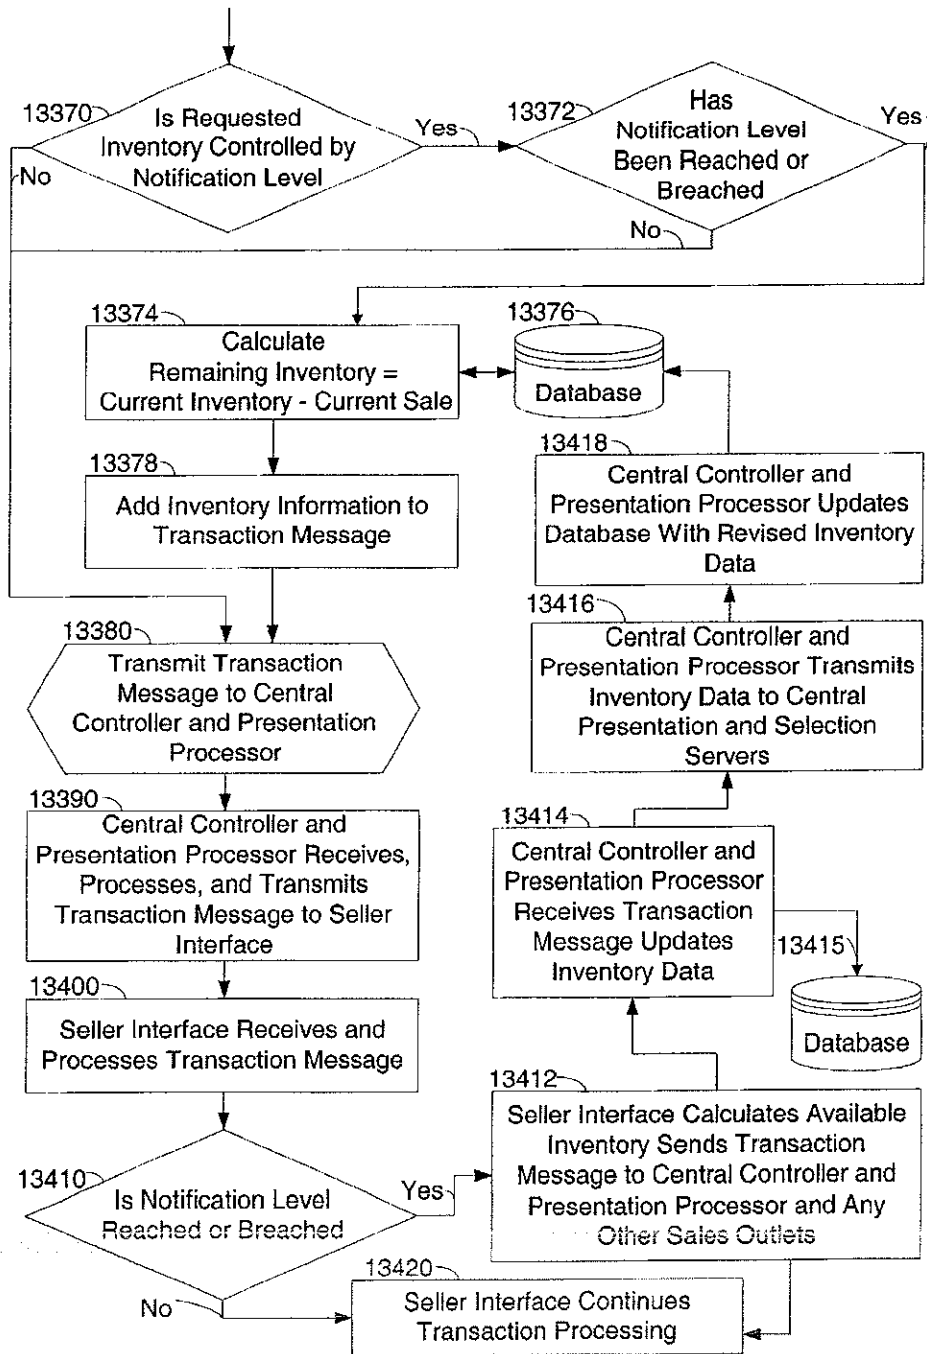 13370
Is Requested
Inventory Controlled by
Notification Level
Yes
No
13372
Has
Notification Level
Been Reached or
Breached
Yes
No
13374
Calculate
Remaining Inventory =
Current Inventory - Current Sale
13376
Database
13378
Add Inventory Information to
Transaction Message
13418
Central Controller and
Presentation Processor Updates
Database With Revised Inventory
Data
13380
Transmit Transaction
Message to Central
Controller and Presentation
Processor
13416
Central Controller and
Presentation Processor Transmits
Inventory Data to Central
Presentation and Selection
Servers
13390
Central Controller and
Presentation Processor Receives,
Processes, and Transmits
Transaction Message to Seller
Interface
13414
Central Controller and
Presentation Processor
Receives Transaction
Message Updates
Inventory Data
13415
Database
13400
Seller Interface Receives and
Processes Transaction Message
13412
Seller Interface Calculates Available
Inventory Sends Transaction
Message to Central Controller and
Presentation Processor and Any
Other Sales Outlets
13410
Is Notification Level
Reached or Breached
Yes
No
13420
Seller Interface Continues
Transaction Processing